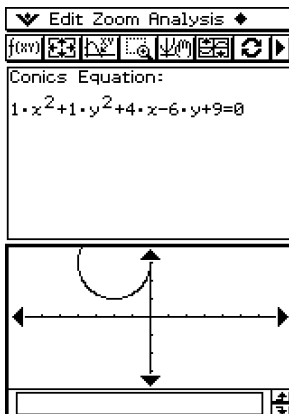 Edit Zoom Analysis ♦
Conics Equation:
1·x²+1·y²+4·x-6·y+9=0